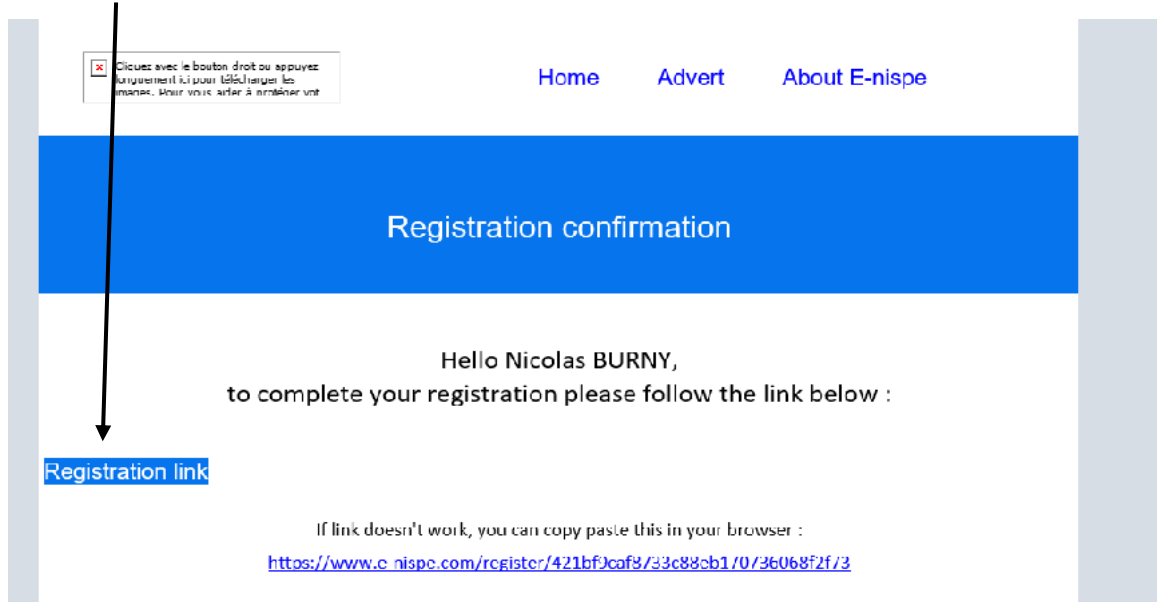 Cliquez avec le bouton droit ou appuyez
longuement ici pour télécharger les
images. Pour vous aider à protéger vot
Home Advert About E-nispe
Registration confirmation
Hello Nicolas BURNY,
to complete your registration please follow the link below :
Registration link
If link doesn't work, you can copy paste this in your browser :
https://www.e-nispe.com/register/421bf9caf8733c88eb170736068f2f73